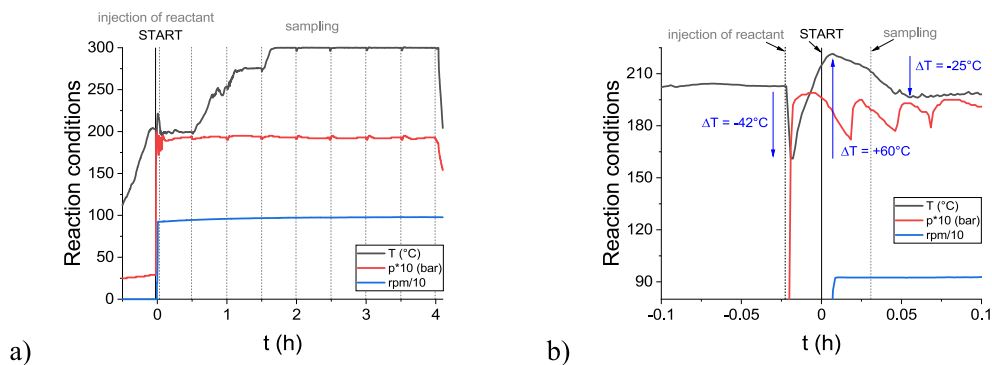 injection of reactant
START
sampling
300
250
200
150
100
50
0
Reaction conditions
T (°C)
p*10 (bar)
rpm/10
0
1
2
3
4
t (h)
a)
injection of reactant
START
sampling
210
180
150
120
90
Reaction conditions
ΔT = -42°C
ΔT = +60°C
ΔT = -25°C
T (°C)
p*10 (bar)
rpm/10
-0.1
-0.05
0
0.05
0.1
t (h)
b)